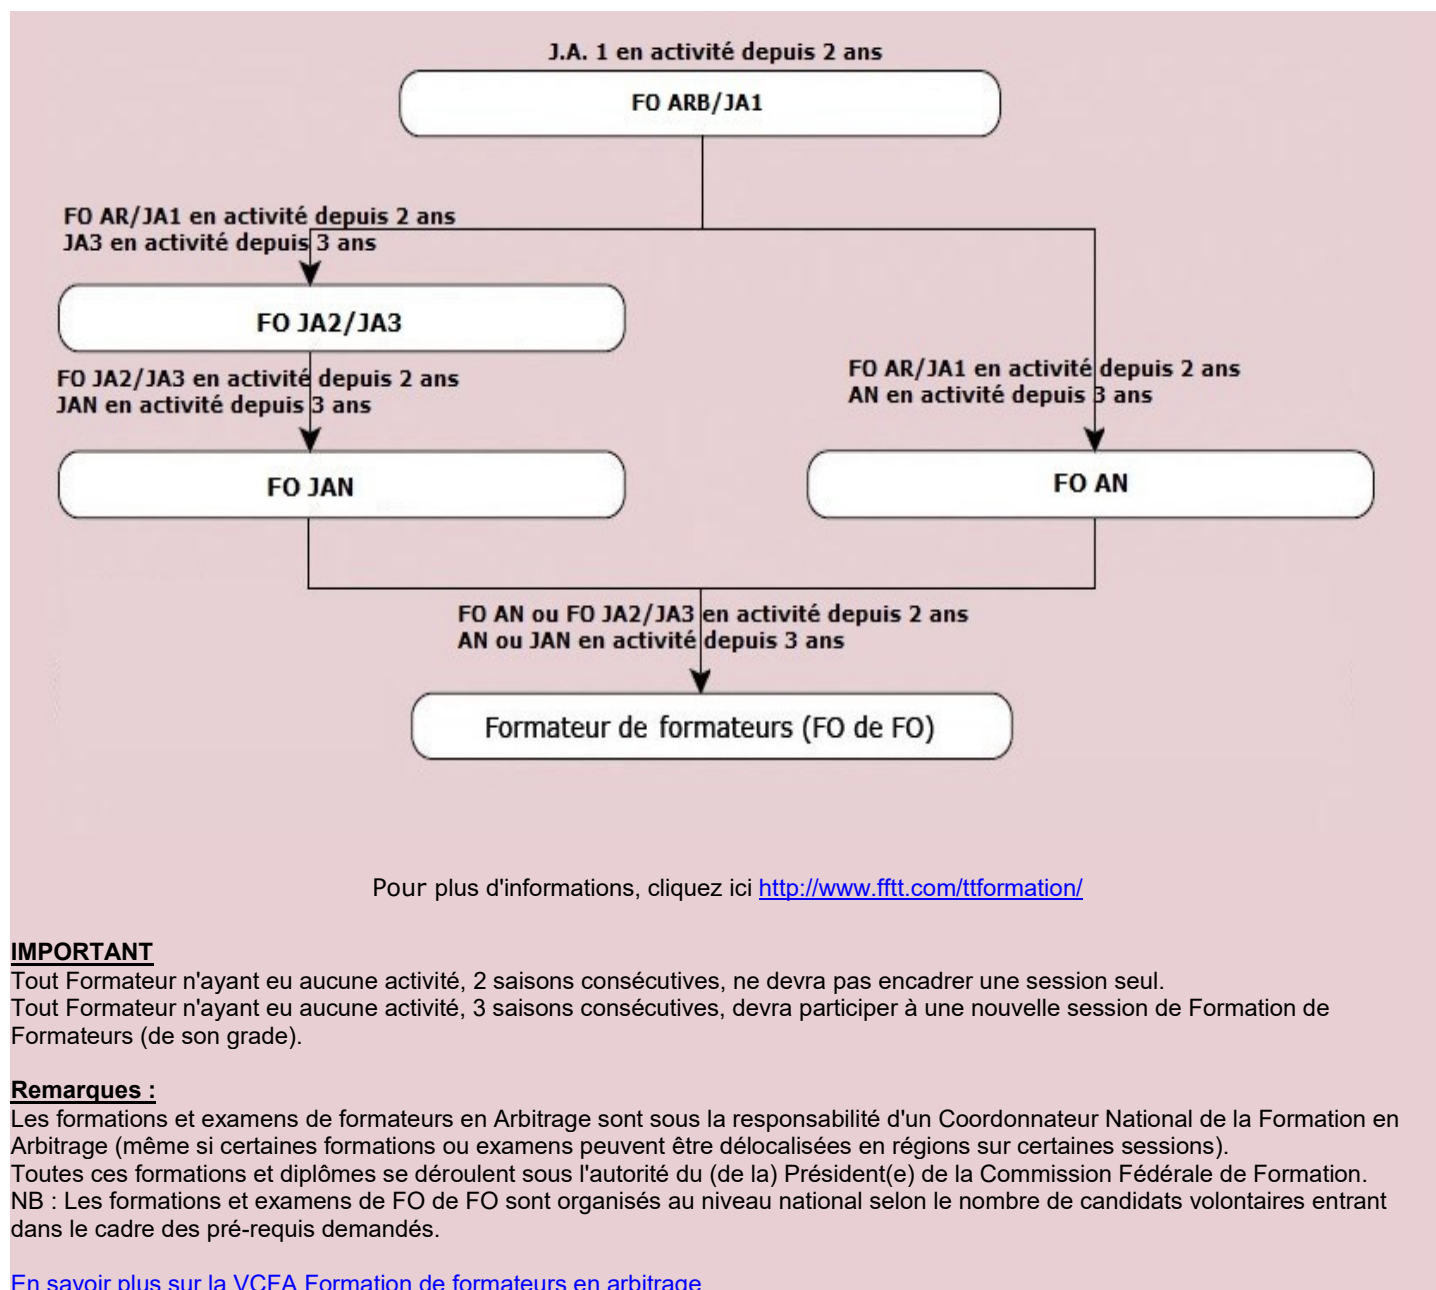 J.A. 1 en activité depuis 2 ans
FO ARB/JA1
FO AR/JA1 en activité depuis 2 ans
JA3 en activité depuis 3 ans
FO JA2/JA3
FO JA2/JA3 en activité depuis 2 ans
JAN en activité depuis 3 ans
FO AR/JA1 en activité depuis 2 ans
AN en activité depuis 3 ans
FO JAN
FO AN
FO AN ou FO JA2/JA3 en activité depuis 2 ans
AN ou JAN en activité depuis 3 ans
Formateur de formateurs (FO de FO)
Pour plus d'informations, cliquez ici http://www.fftt.com/ttformation/
IMPORTANT
Tout Formateur n'ayant eu aucune activité, 2 saisons consécutives, ne devra pas encadrer une session seul.
Tout Formateur n'ayant eu aucune activité, 3 saisons consécutives, devra participer à une nouvelle session de Formation de
Formateurs (de son grade).
Remarques :
Les formations et examens de formateurs en Arbitrage sont sous la responsabilité d'un Coordonnateur National de la Formation en
Arbitrage (même si certaines formations ou examens peuvent être délocalisées en régions sur certaines sessions).
Toutes ces formations et diplômes se déroulent sous l'autorité du (de la) Président(e) de la Commission Fédérale de Formation.
NB : Les formations et examens de FO de FO sont organisés au niveau national selon le nombre de candidats volontaires entrant
dans le cadre des pré-requis demandés.
En savoir plus sur la VCFA Formation de formateurs en arbitrage